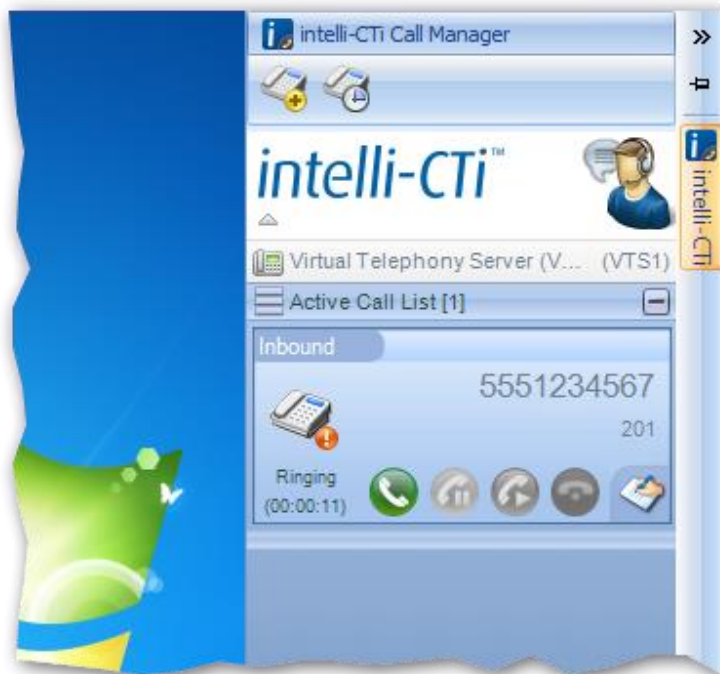 intelli-CTi Call Manager
intelli-CTi™
Virtual Telephony Server (V... (VTS1)
Active Call List [1]
Inbound
5551234567
201
Ringing
(00:00:11)
intelli-CTi